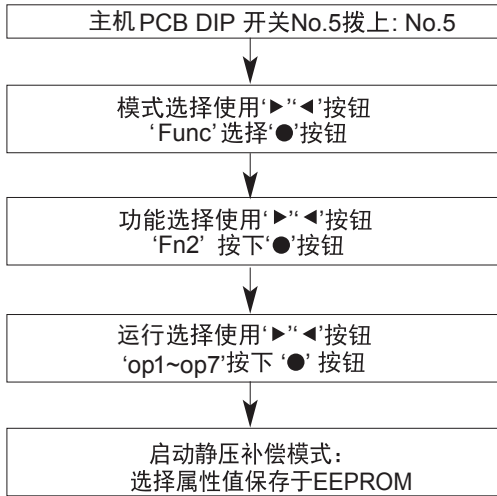 主机PCB DIP 开关No.5拨上: No.5
模式选择使用‘▶’‘◀’按钮
‘Func’选择‘●’按钮
功能选择使用‘▶’‘◀’按钮
‘Fn2’ 按下‘●’按钮
运行选择使用‘▶’‘◀’按钮
‘op1~op7’按下 ‘●’ 按钮
启动静压补偿模式：
选择属性值保存于EEPROM